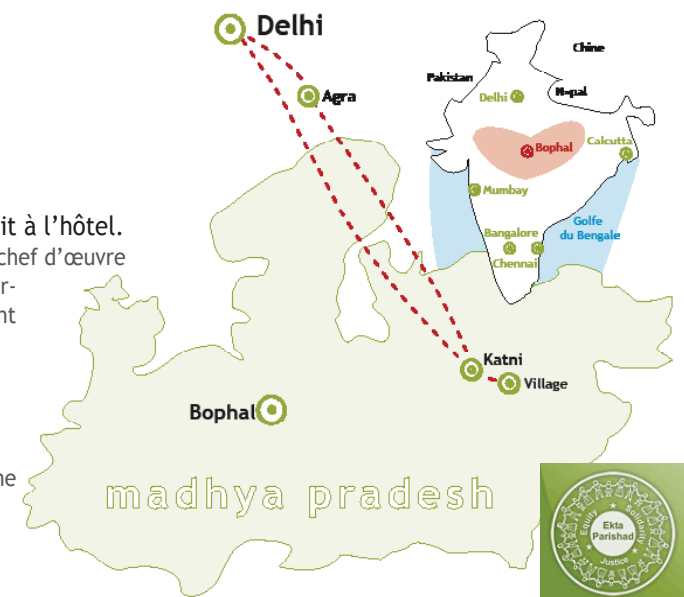 Delhi
Agra
Chine
Pakistan
Népal
Delhi
Bophal
Calcutta
Mumbay
Golfe
du Bengale
Bangalore
Chennai
it à l’hôtel.
chef d’œuvre
r-
nt
Katni
Village
Bophal
ne
madhya pradesh
Equity
Solidarity
Ekta
Parishad
Justice